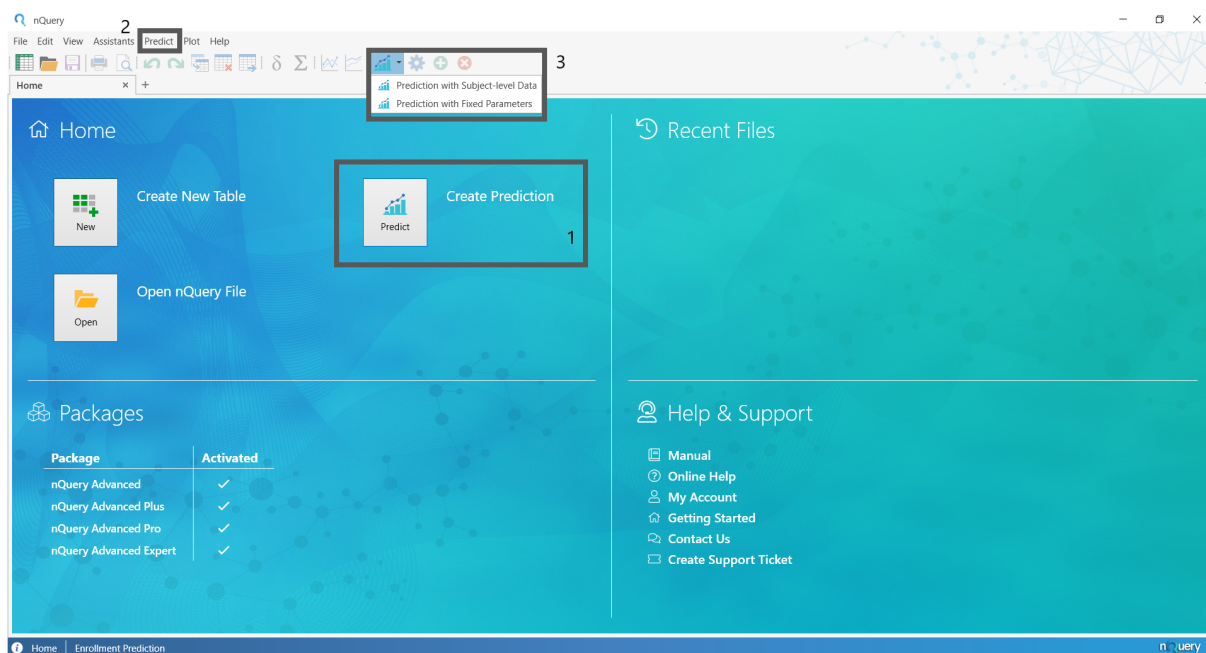 nQuery
2
File Edit View Assistants Predict Plot Help
δ Σ
3
Prediction with Subject-level Data
Prediction with Fixed Parameters
Home × +
Home
Create New Table
New
Create Prediction
Predict
1
Open nQuery File
Open
Recent Files
Packages
Package Activated
nQuery Advanced
nQuery Advanced Plus
nQuery Advanced Pro
nQuery Advanced Expert
Help & Support
Manual
Online Help
My Account
Getting Started
Contact Us
Create Support Ticket
Home Enrollment Prediction
nQuery